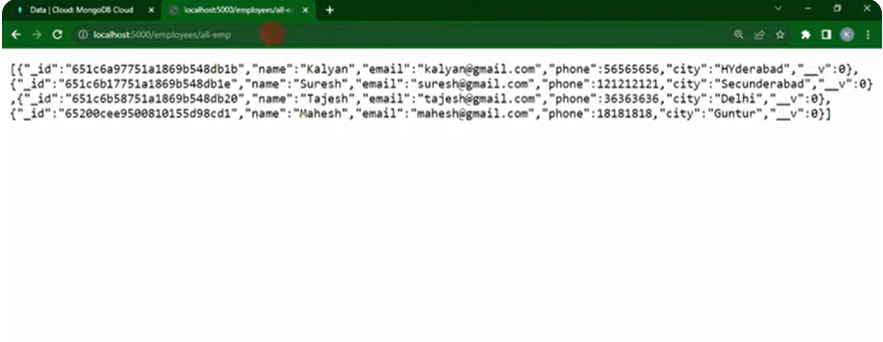 Data | Cloud: MongoDB Cloud
localhost:5000/employees/all-e
localhost:5000/employees/all-emp
K
[{"_id":"651c6a97751a1869b548db1b","name":"Kalyan","email":"kalyan@gmail.com","phone":56565656,"city":"HYderabad","__v":0},
{"_id":"651c6b17751a1869b548db1e","name":"Suresh","email":"suresh@gmail.com","phone":121212121,"city":"Secunderabad","__v":0}
,{"_id":"651c6b58751a1869b548db20","name":"Tajesh","email":"tajesh@gmail.com","phone":36363636,"city":"Delhi","__v":0},
{"_id":"65200cee9500810155d98cd1","name":"Mahesh","email":"mahesh@gmail.com","phone":18181818,"city":"Guntur","__v":0}]